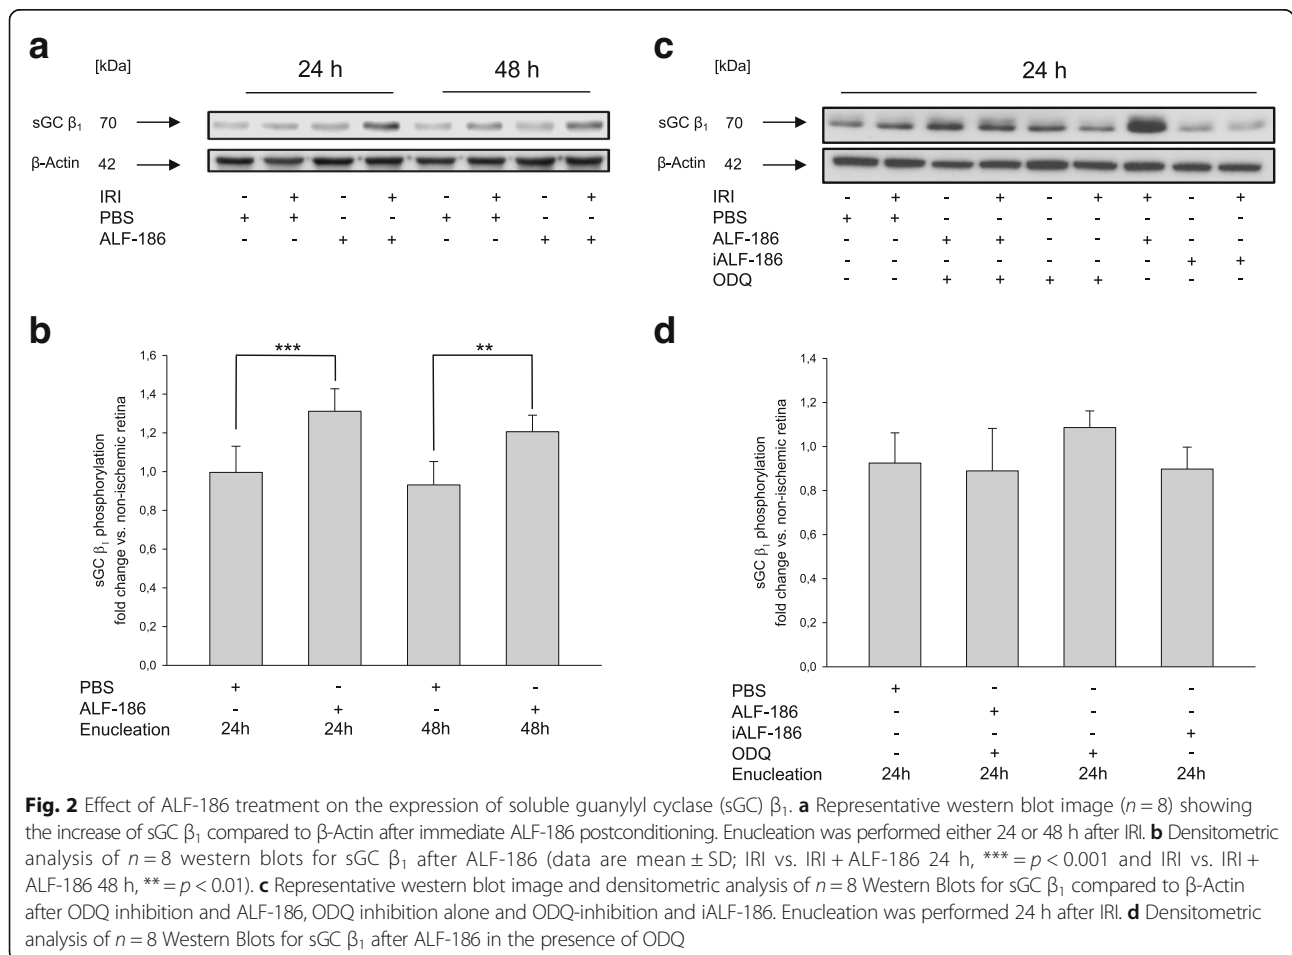 a
[kDa]
24 h
48 h
sGC β₁ 70
β-Actin 42
IRI - + - + - + - +
PBS + + - - + + - -
ALF-186 - - + + - - + +
c
[kDa]
24 h
sGC β₁ 70
β-Actin 42
IRI - + - + - + + - +
PBS + + - - - - - - -
ALF-186 - - + + - - + - -
iALF-186 - - - - - - - + +
ODQ - - + + + + - - -
b
sGC β₁ phosphorylation
fold change vs. non-ischemic retina
1,6
1,4
1,2
1,0
0,8
0,6
0,4
0,2
0,0
***
**
PBS + - + -
ALF-186 - + - +
Enucleation 24h 24h 48h 48h
d
sGC β₁ phosphorylation
fold change vs. non-ischemic retina
1,4
1,2
1,0
0,8
0,6
0,4
0,2
0,0
PBS + - - -
ALF-186 - + - -
iALF-186 - - - +
ODQ - + + -
Enucleation 24h 24h 24h 24h
Fig. 2 Effect of ALF-186 treatment on the expression of soluble guanylyl cyclase (sGC) β₁. a Representative western blot image (n = 8) showing
the increase of sGC β₁ compared to β-Actin after immediate ALF-186 postconditioning. Enucleation was performed either 24 or 48 h after IRI. b Densitometric
analysis of n = 8 western blots for sGC β₁ after ALF-186 (data are mean ± SD; IRI vs. IRI + ALF-186 24 h, *** = p < 0.001 and IRI vs. IRI +
ALF-186 48 h, ** = p < 0.01). c Representative western blot image and densitometric analysis of n = 8 Western Blots for sGC β₁ compared to β-Actin
after ODQ inhibition and ALF-186, ODQ inhibition alone and ODQ-inhibition and iALF-186. Enucleation was performed 24 h after IRI. d Densitometric
analysis of n = 8 Western Blots for sGC β₁ after ALF-186 in the presence of ODQ